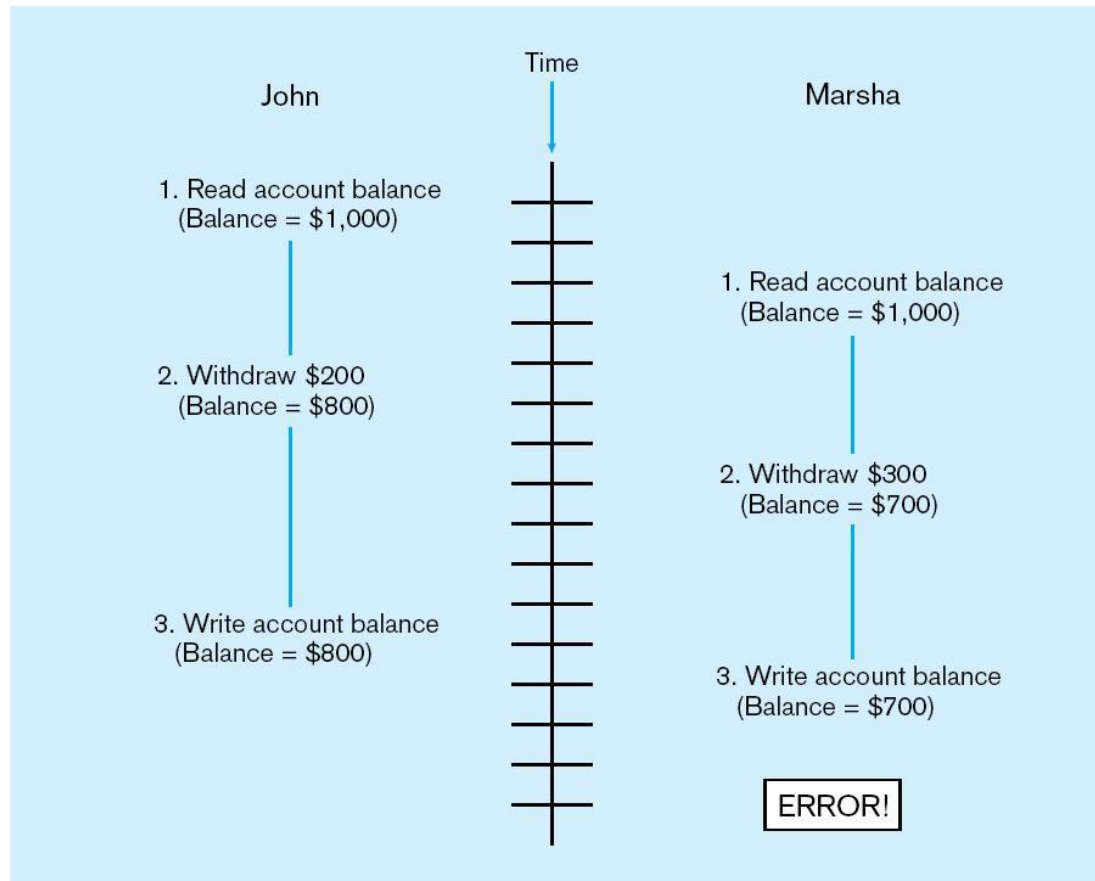 Time
John
Marsha
1. Read account balance
(Balance = $1,000)
1. Read account balance
(Balance = $1,000)
2. Withdraw $200
(Balance = $800)
2. Withdraw $300
(Balance = $700)
3. Write account balance
(Balance = $800)
3. Write account balance
(Balance = $700)
ERROR!